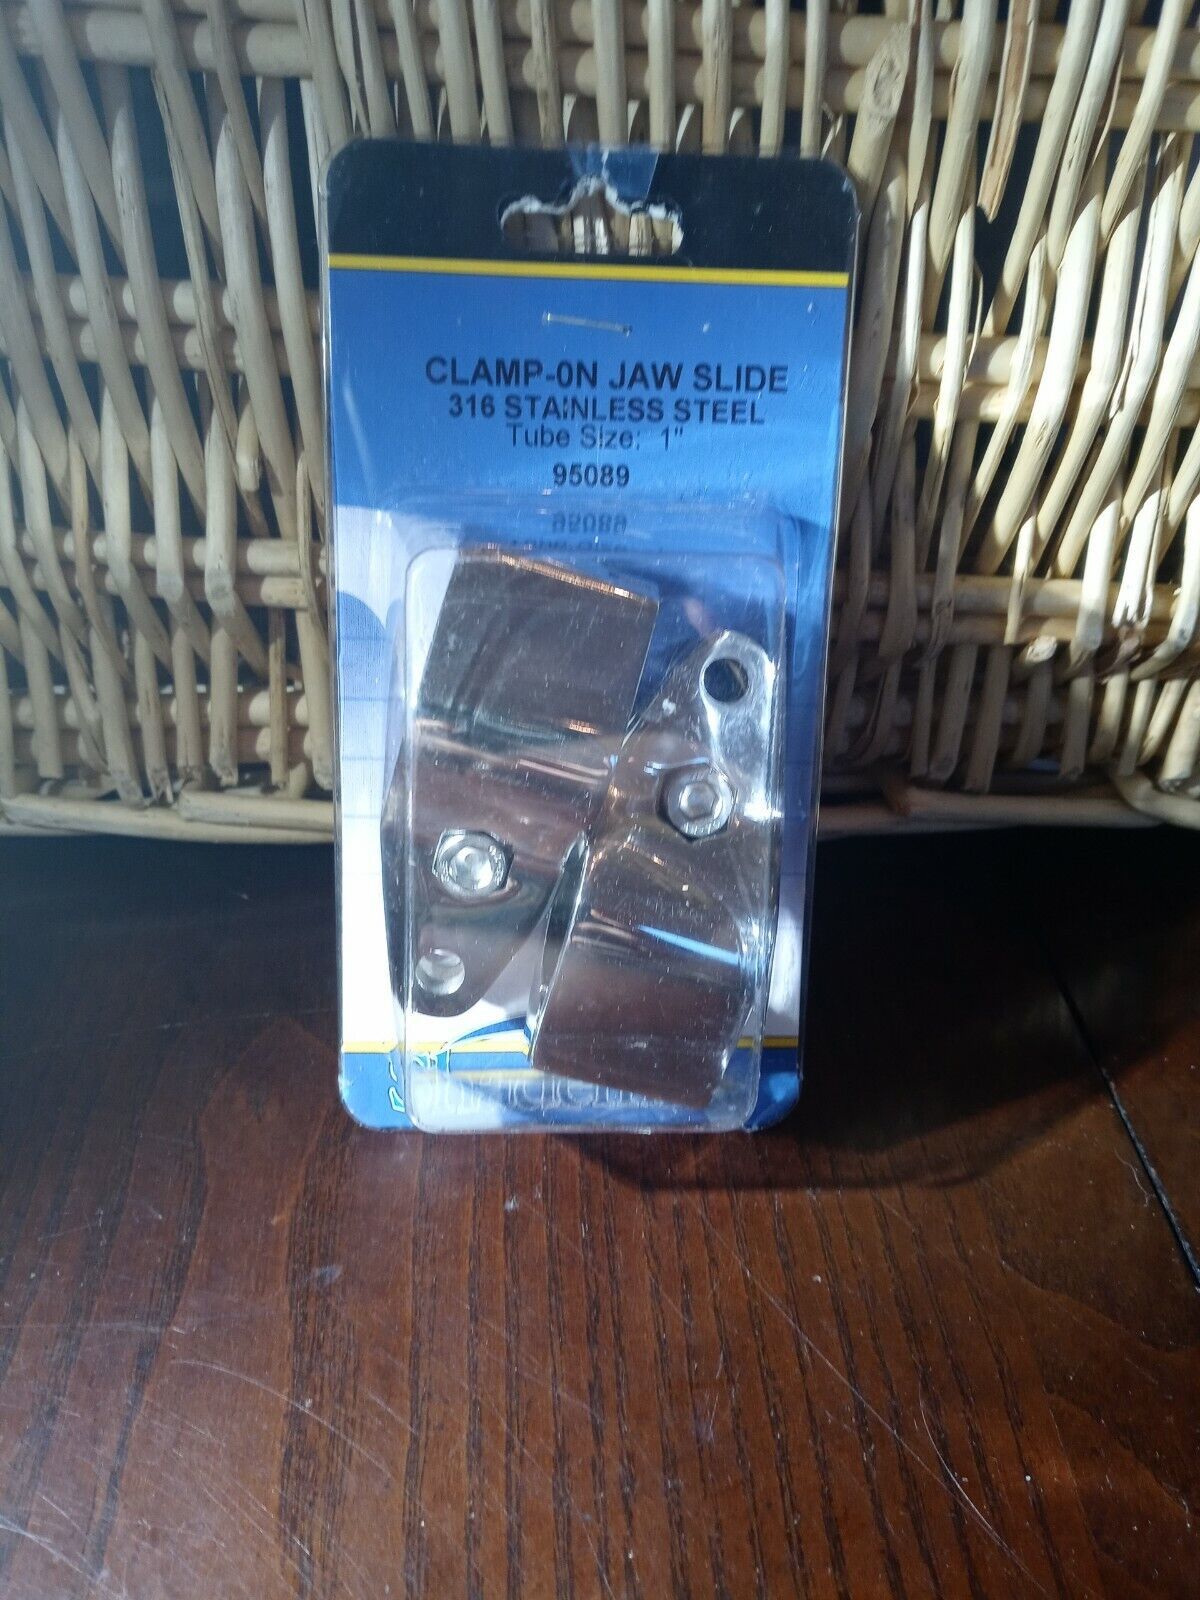 CLAMP-0N JAW SLIDE
316 STAINLESS STEEL
Tube Size: 1"
95089